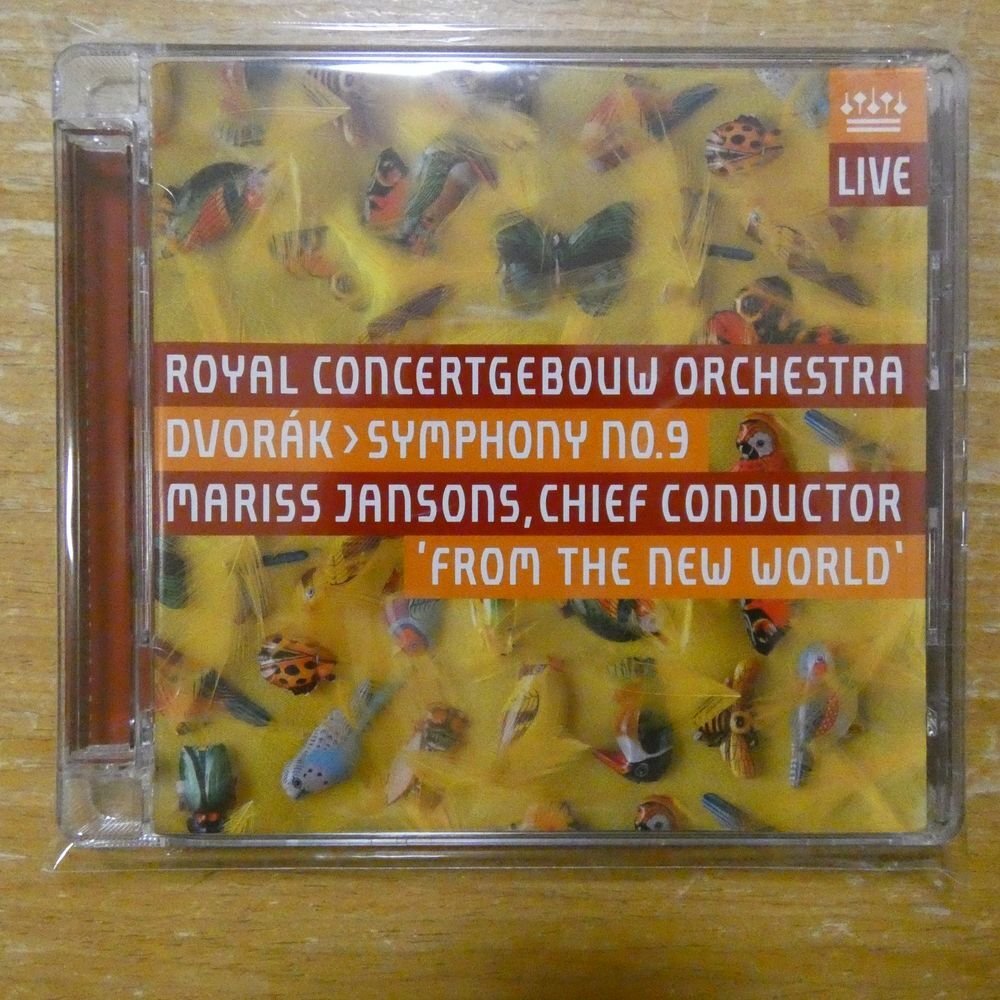 LIVE
ROYAL CONCERTGEBOUW ORCHESTRA
DVORÁK > SYMPHONY NO.9
MARISS JANSONS, CHIEF CONDUCTOR
'FROM THE NEW WORLD'